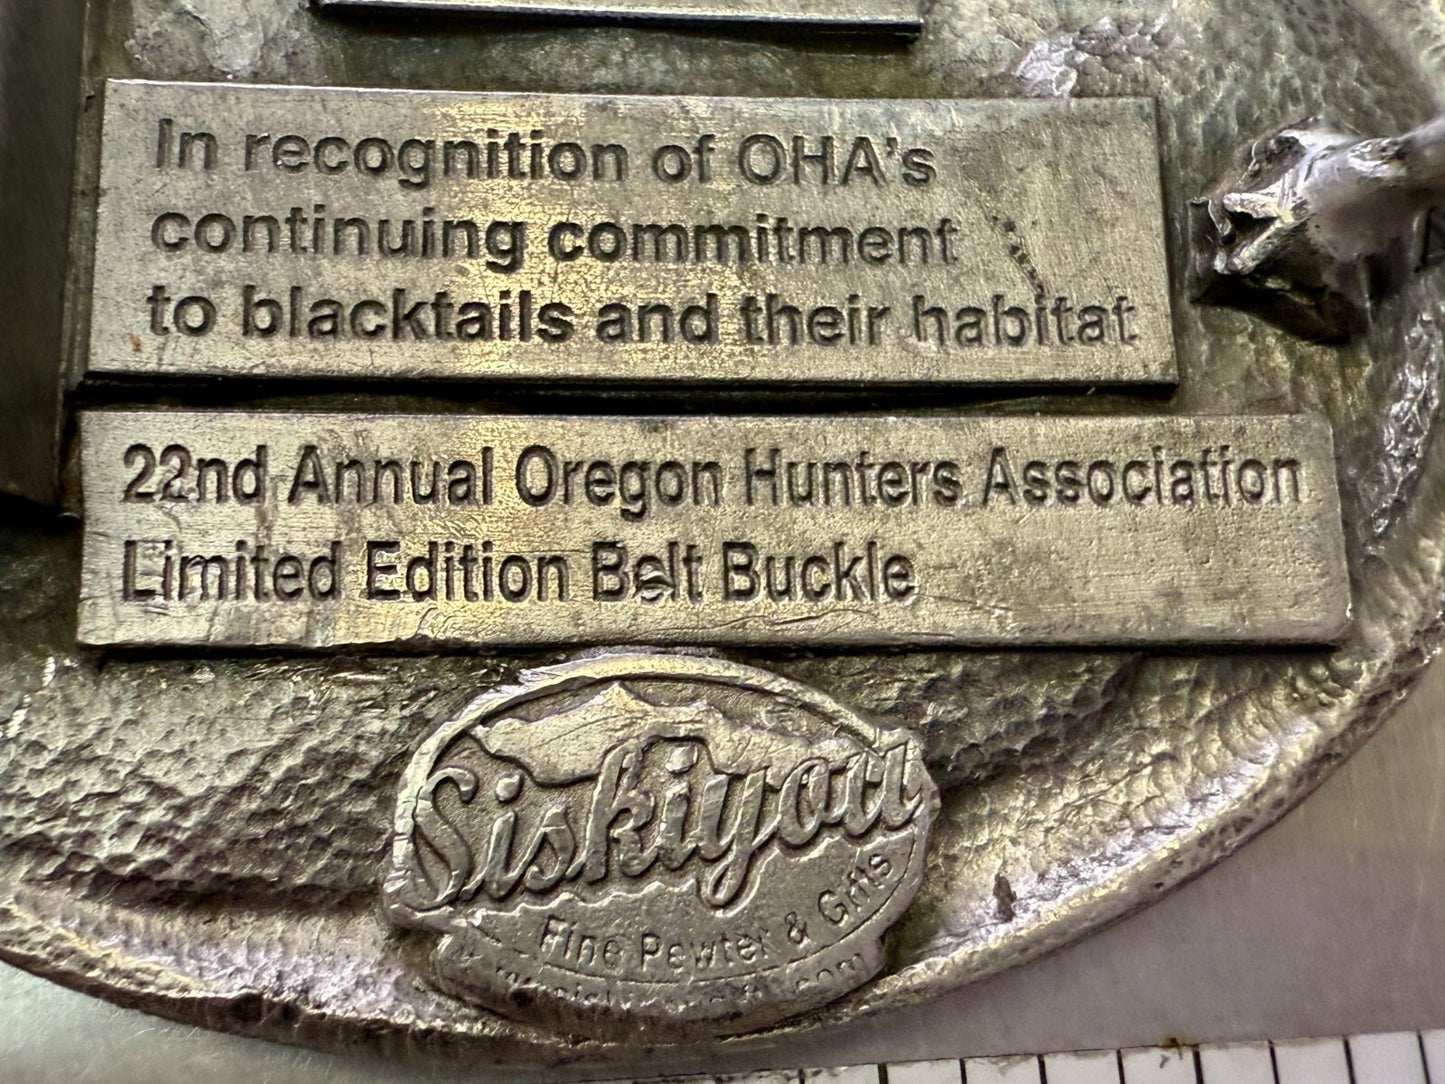 In recognition of OHA's
continuing commitment
to blacktails and their habitat
22nd Annual Oregon Hunters Association
Limited Edition Belt Buckle
Siskiyou
Fine Pewter & Gifts